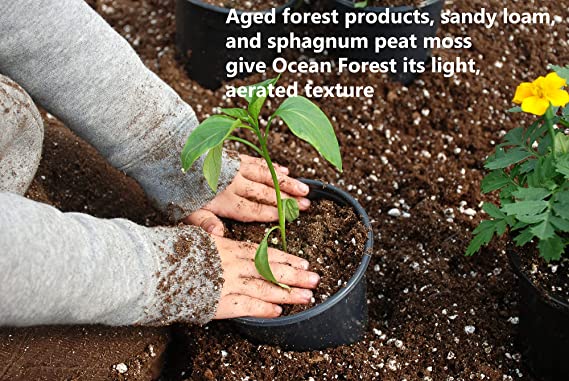 Aged forest products, sandy loam,
and sphagnum peat moss
give Ocean Forest its light,
aerated texture